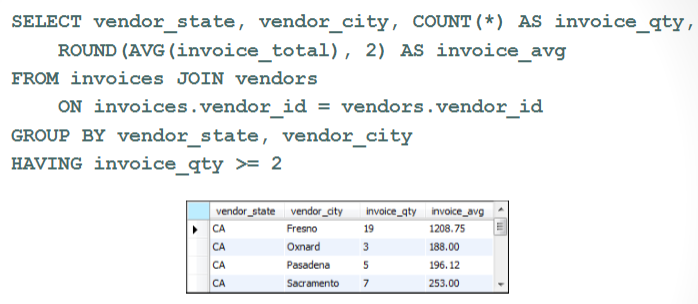 SELECT vendor_state, vendor_city, COUNT(*) AS invoice_qty,
ROUND(AVG(invoice_total), 2) AS invoice_avg
FROM invoices JOIN vendors
ON invoices.vendor_id = vendors.vendor_id
GROUP BY vendor_state, vendor_city
HAVING invoice_qty >= 2
vendor_state vendor_city invoice_qty invoice_avg
CA Fresno 19 1208.75
CA Oxnard 3 188.00
CA Pasadena 5 196.12
CA Sacramento 7 253.00